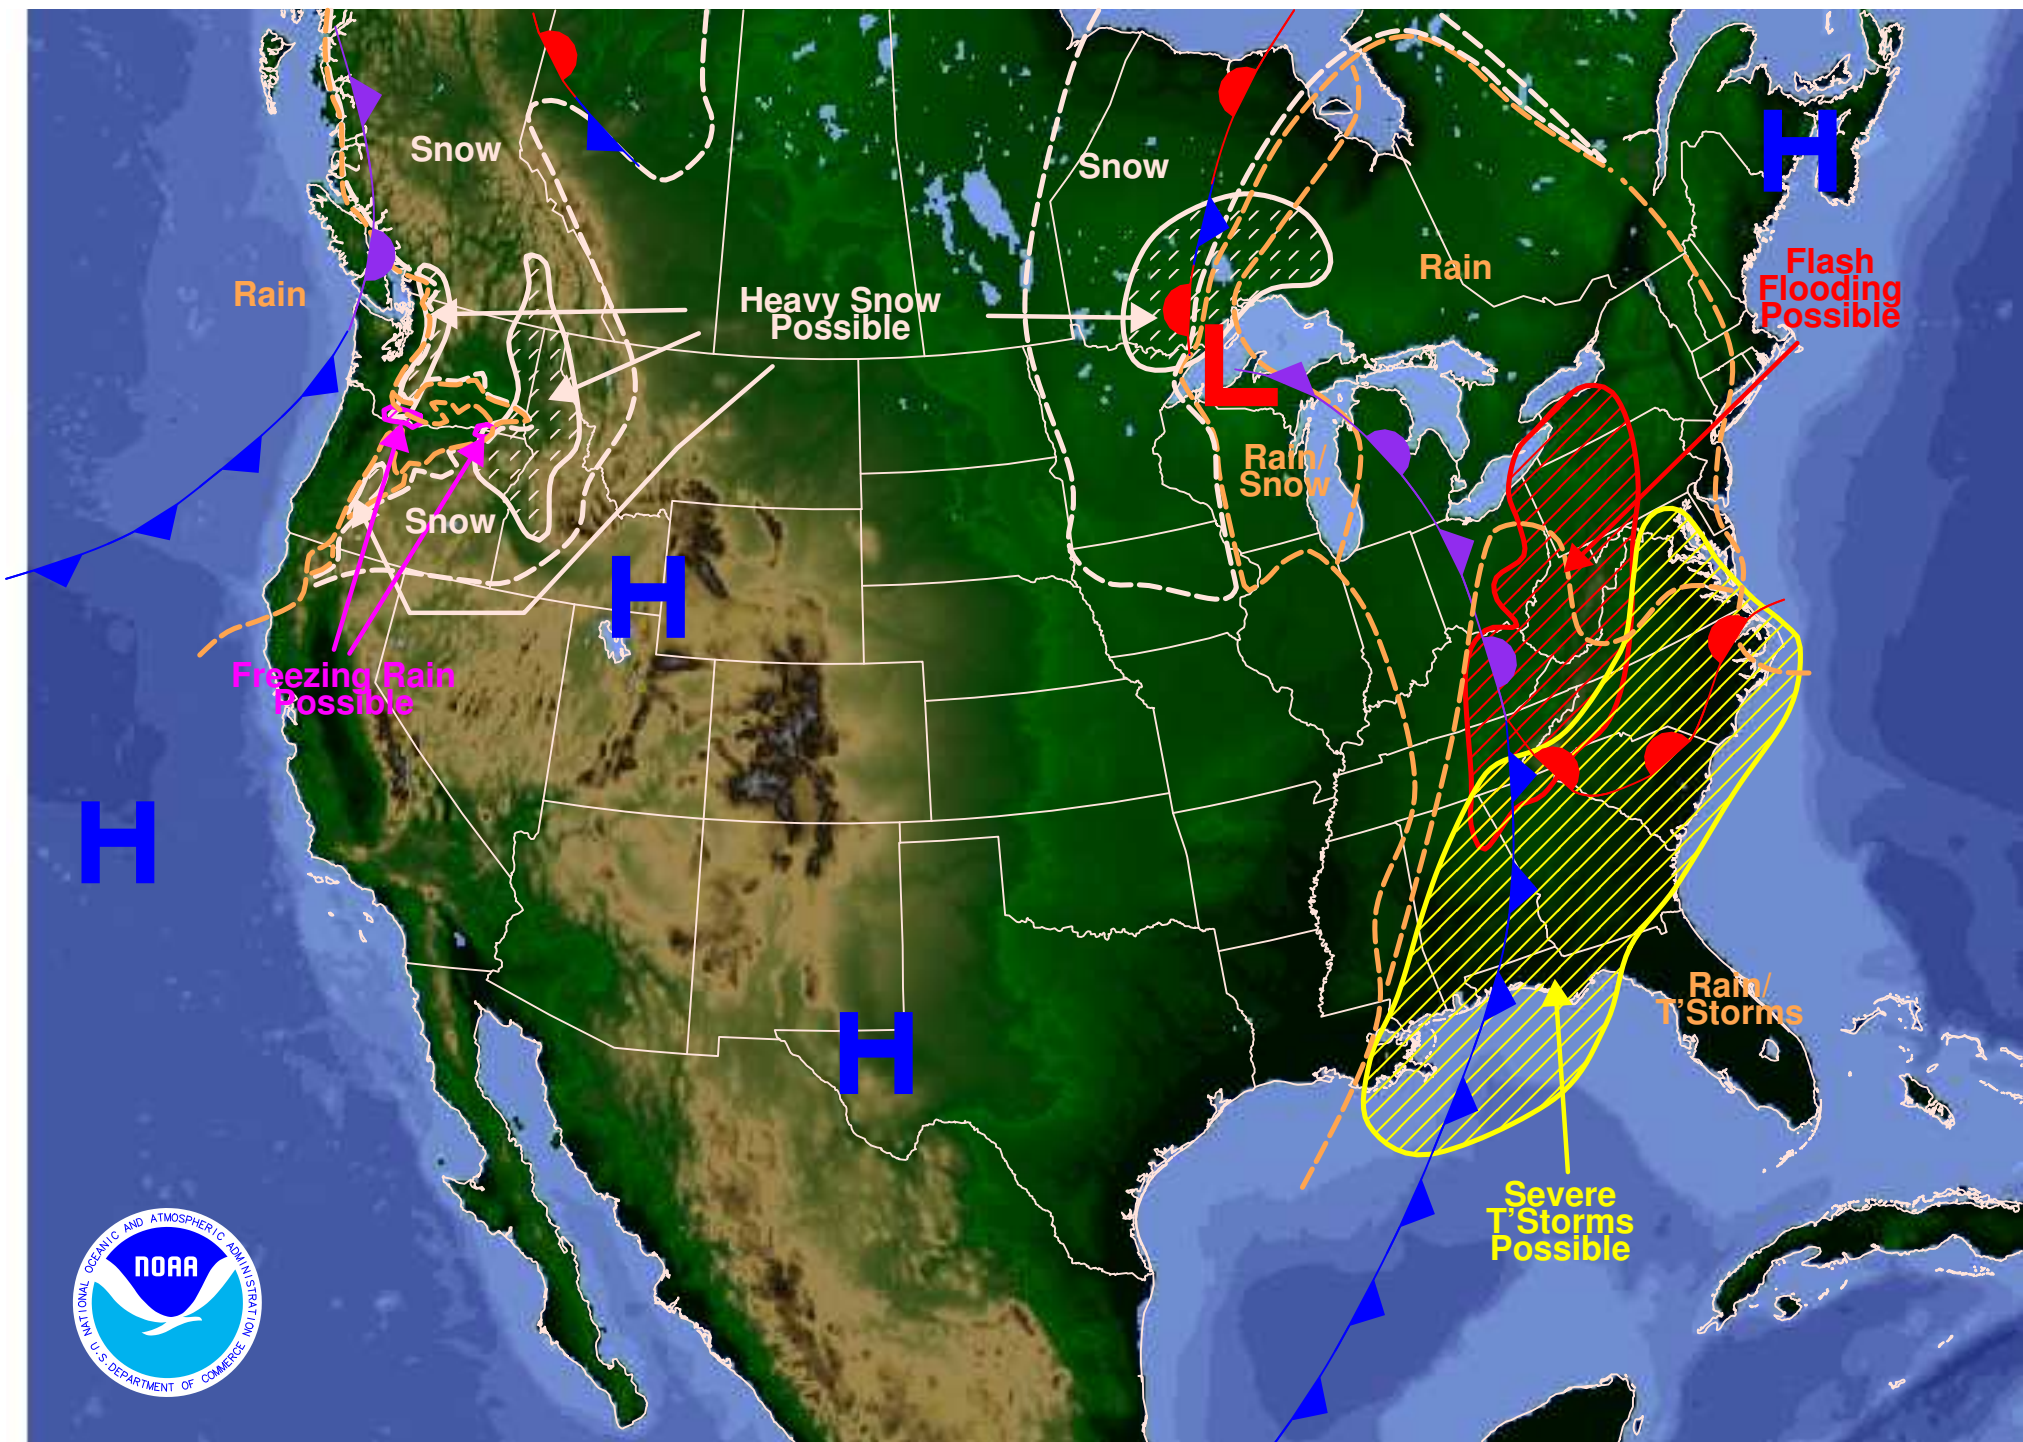 Snow
Snow
H
Rain
Heavy Snow
Possible
Rain
Flash
Flooding
Possible
L
Rain/
Snow
Snow
H
Freezing Rain
Possible
H
H
Rain/
T'Storms
Severe
T'Storms
Possible
NATIONAL OCEANIC AND ATMOSPHERIC ADMINISTRATION
NOAA
U.S. DEPARTMENT OF COMMERCE